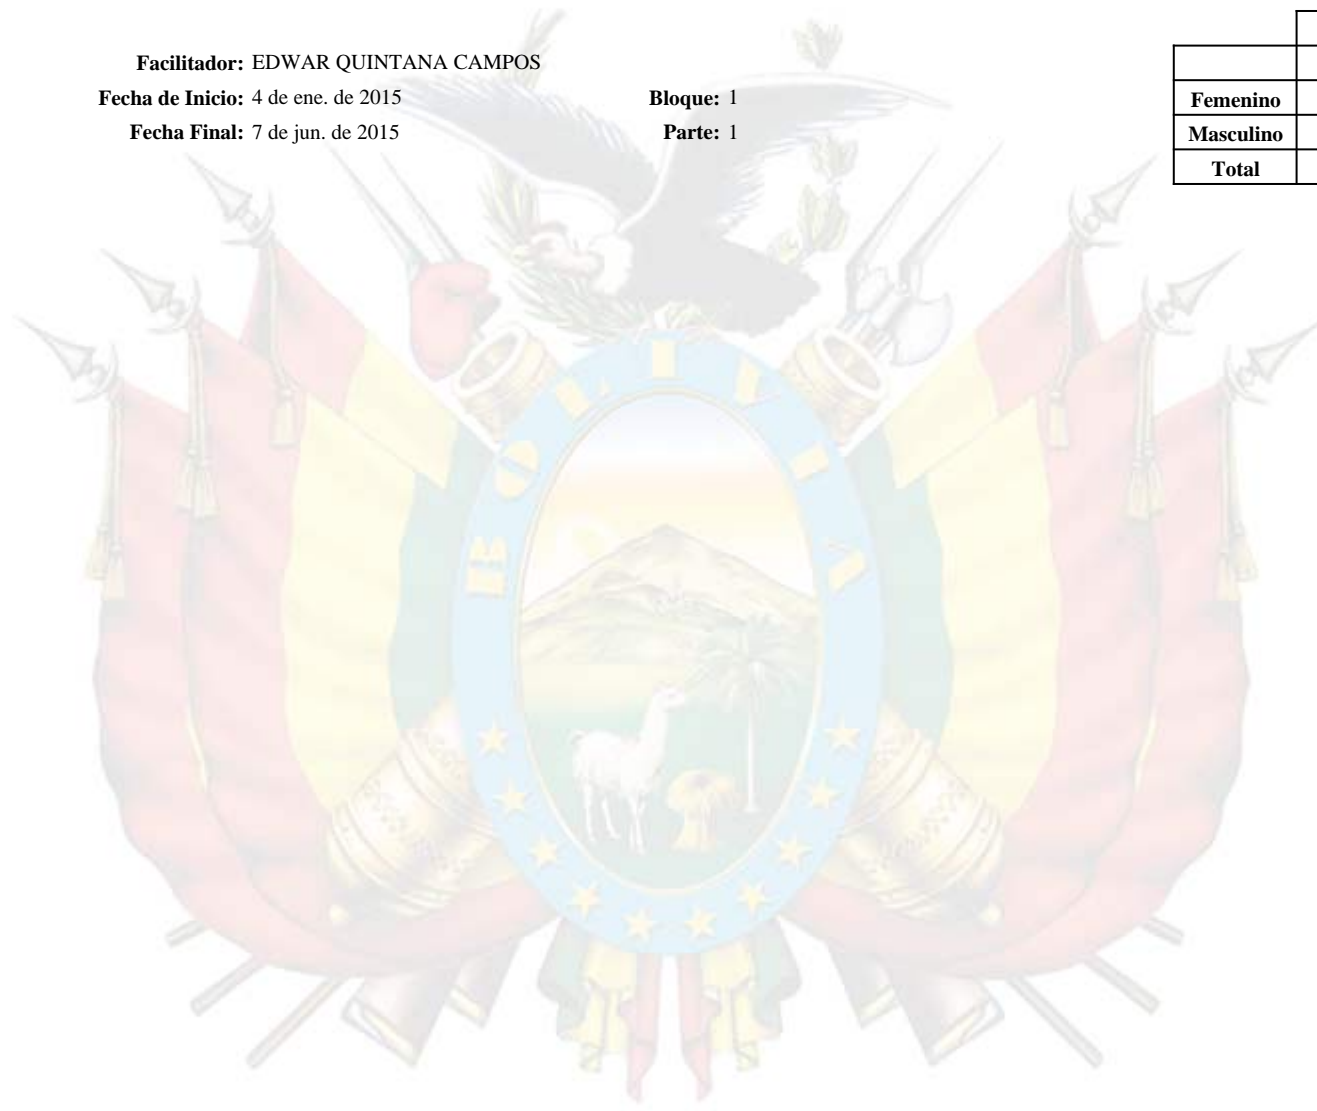 Facilitador: EDWAR QUINTANA CAMPOS
Fecha de Inicio: 4 de ene. de 2015 Bloque: 1
Fecha Final: 7 de jun. de 2015 Parte: 1
Femenino
Masculino
Total
BOLIVIA